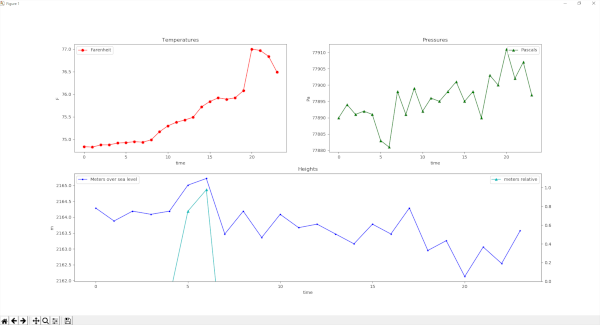 Figure 1
Temperatures
Farenheit
77.0
76.5
76.0
75.5
75.0
F
0 5 10 15 20
time
Pressures
Pascals
77910
77900
77890
77880
Pa
0 5 10 15 20
time
Heights
Meters over sea level
meters relative
2165.0
2164.5
2164.0
2163.5
2163.0
2162.5
2162.0
m
1.0
0.8
0.6
0.4
0.2
0.0
0 5 10 15 20
time